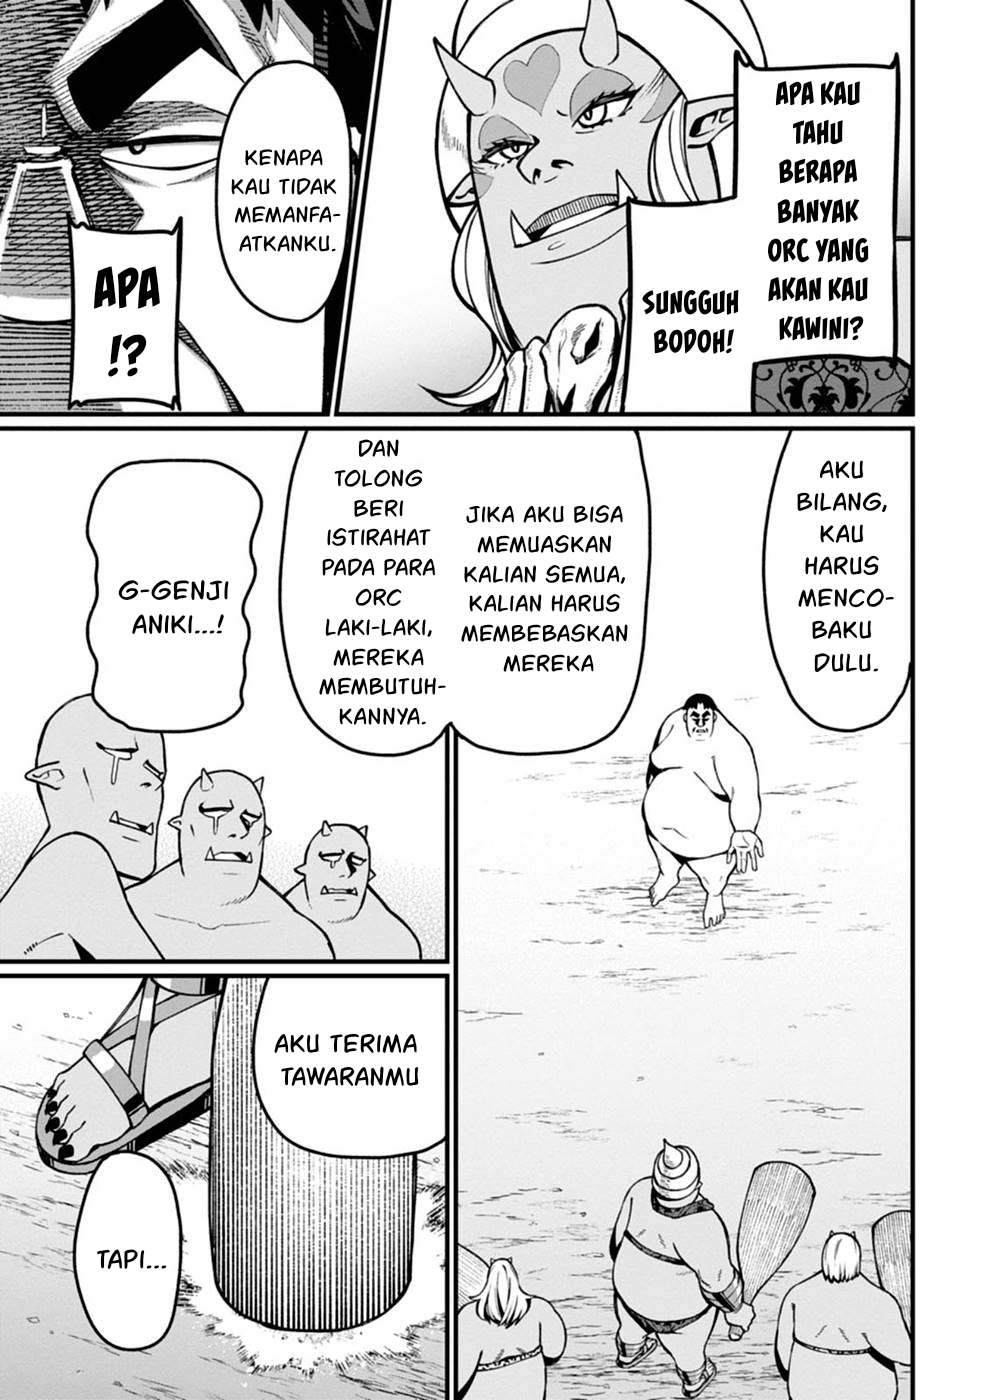 APA KAU
TAHU
BERAPA
BANYAK
ORC YANG
AKAN KAU
KAWINI?
SUNGGUH
BODOH!
KENAPA
KAU TIDAK
MEMANFA-
ATKANKU.
APA
!?
AKU
BILANG,
KAU
HARUS
MENCO-
BAKU
DULU.
JIKA AKU BISA
MEMUASKAN
KALIAN SEMUA,
KALIAN HARUS
MEMBEBASKAN
MEREKA
DAN
TOLONG
BERI
ISTIRAHAT
PADA PARA
ORC
LAKI-LAKI,
MEREKA
MEMBUTUH-
KANNYA.
G-GENJI
ANIKI...!
AKU TERIMA
TAWARANMU
TAPI...